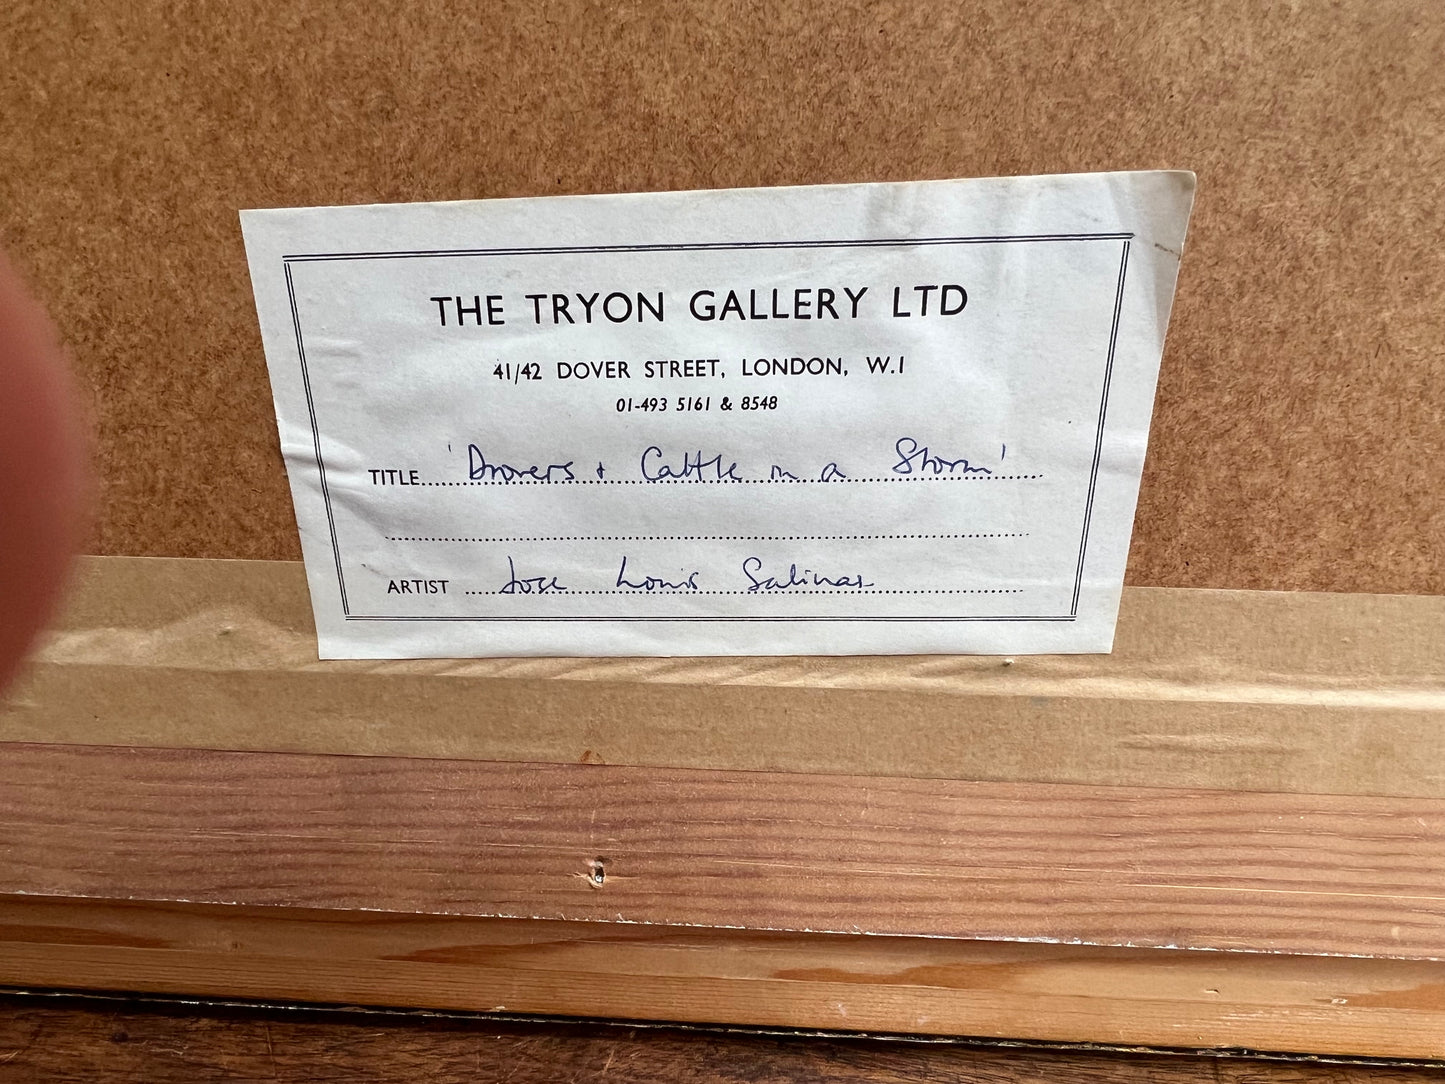 THE TRYON GALLERY LTD
41/42 DOVER STREET, LONDON, W.1
01-493 5161 & 8548
TITLE 'Drovers + Cattle in a Storm'
ARTIST Jose Louis Salinas